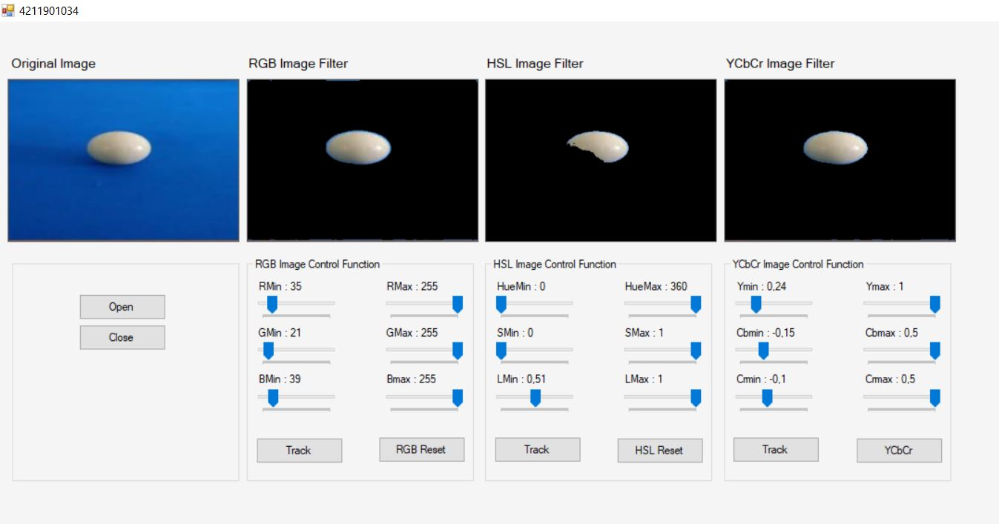 4211901034
Original Image
RGB Image Filter
HSL Image Filter
YCbCr Image Filter
Open
Close
RGB Image Control Function
RMin : 35
RMax : 255
GMin : 21
GMax : 255
BMin : 39
Bmax : 255
Track
RGB Reset
HSL Image Control Function
HueMin : 0
HueMax : 360
SMin : 0
SMax : 1
LMin : 0,51
LMax : 1
Track
HSL Reset
YCbCr Image Control Function
Ymin : 0,24
Ymax : 1
Cbmin : -0,15
Cbmax : 0,5
Crmin : -0,1
Crmax : 0,5
Track
YCbCr